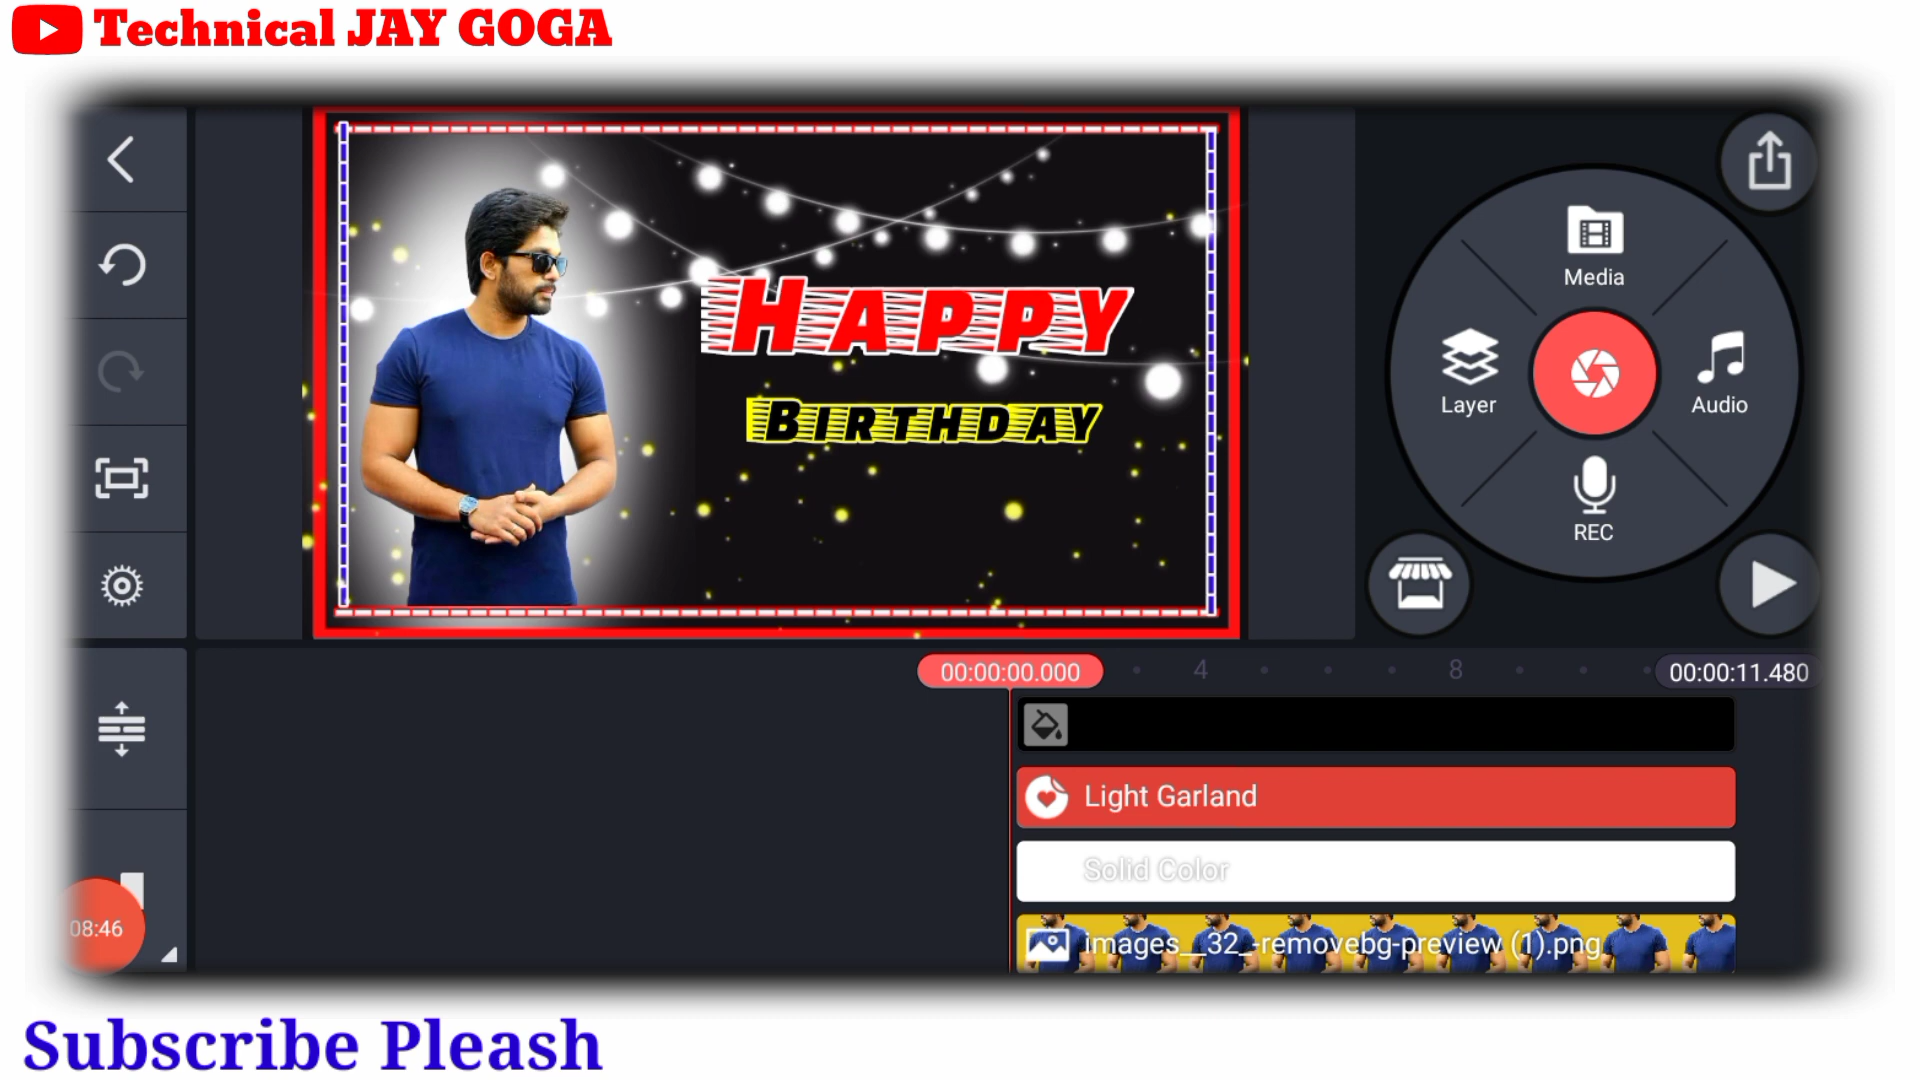 Technical JAY GOGA
HAPPY
BIRTHDAY
Media
Layer
Audio
REC
00:00:00.000
4
8
00:00:11.480
Light Garland
Solid Color
images__32_-removebg-preview (1).png
08:46
Subscribe Pleash